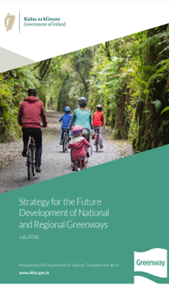 Rialtas na hÉireann
Government of Ireland
Strategy for the Future
Development of National
and Regional Greenways
July 2018
Prepared by the Department of Transport, Tourism and Sport
www.dttas.gov.ie
Greenway